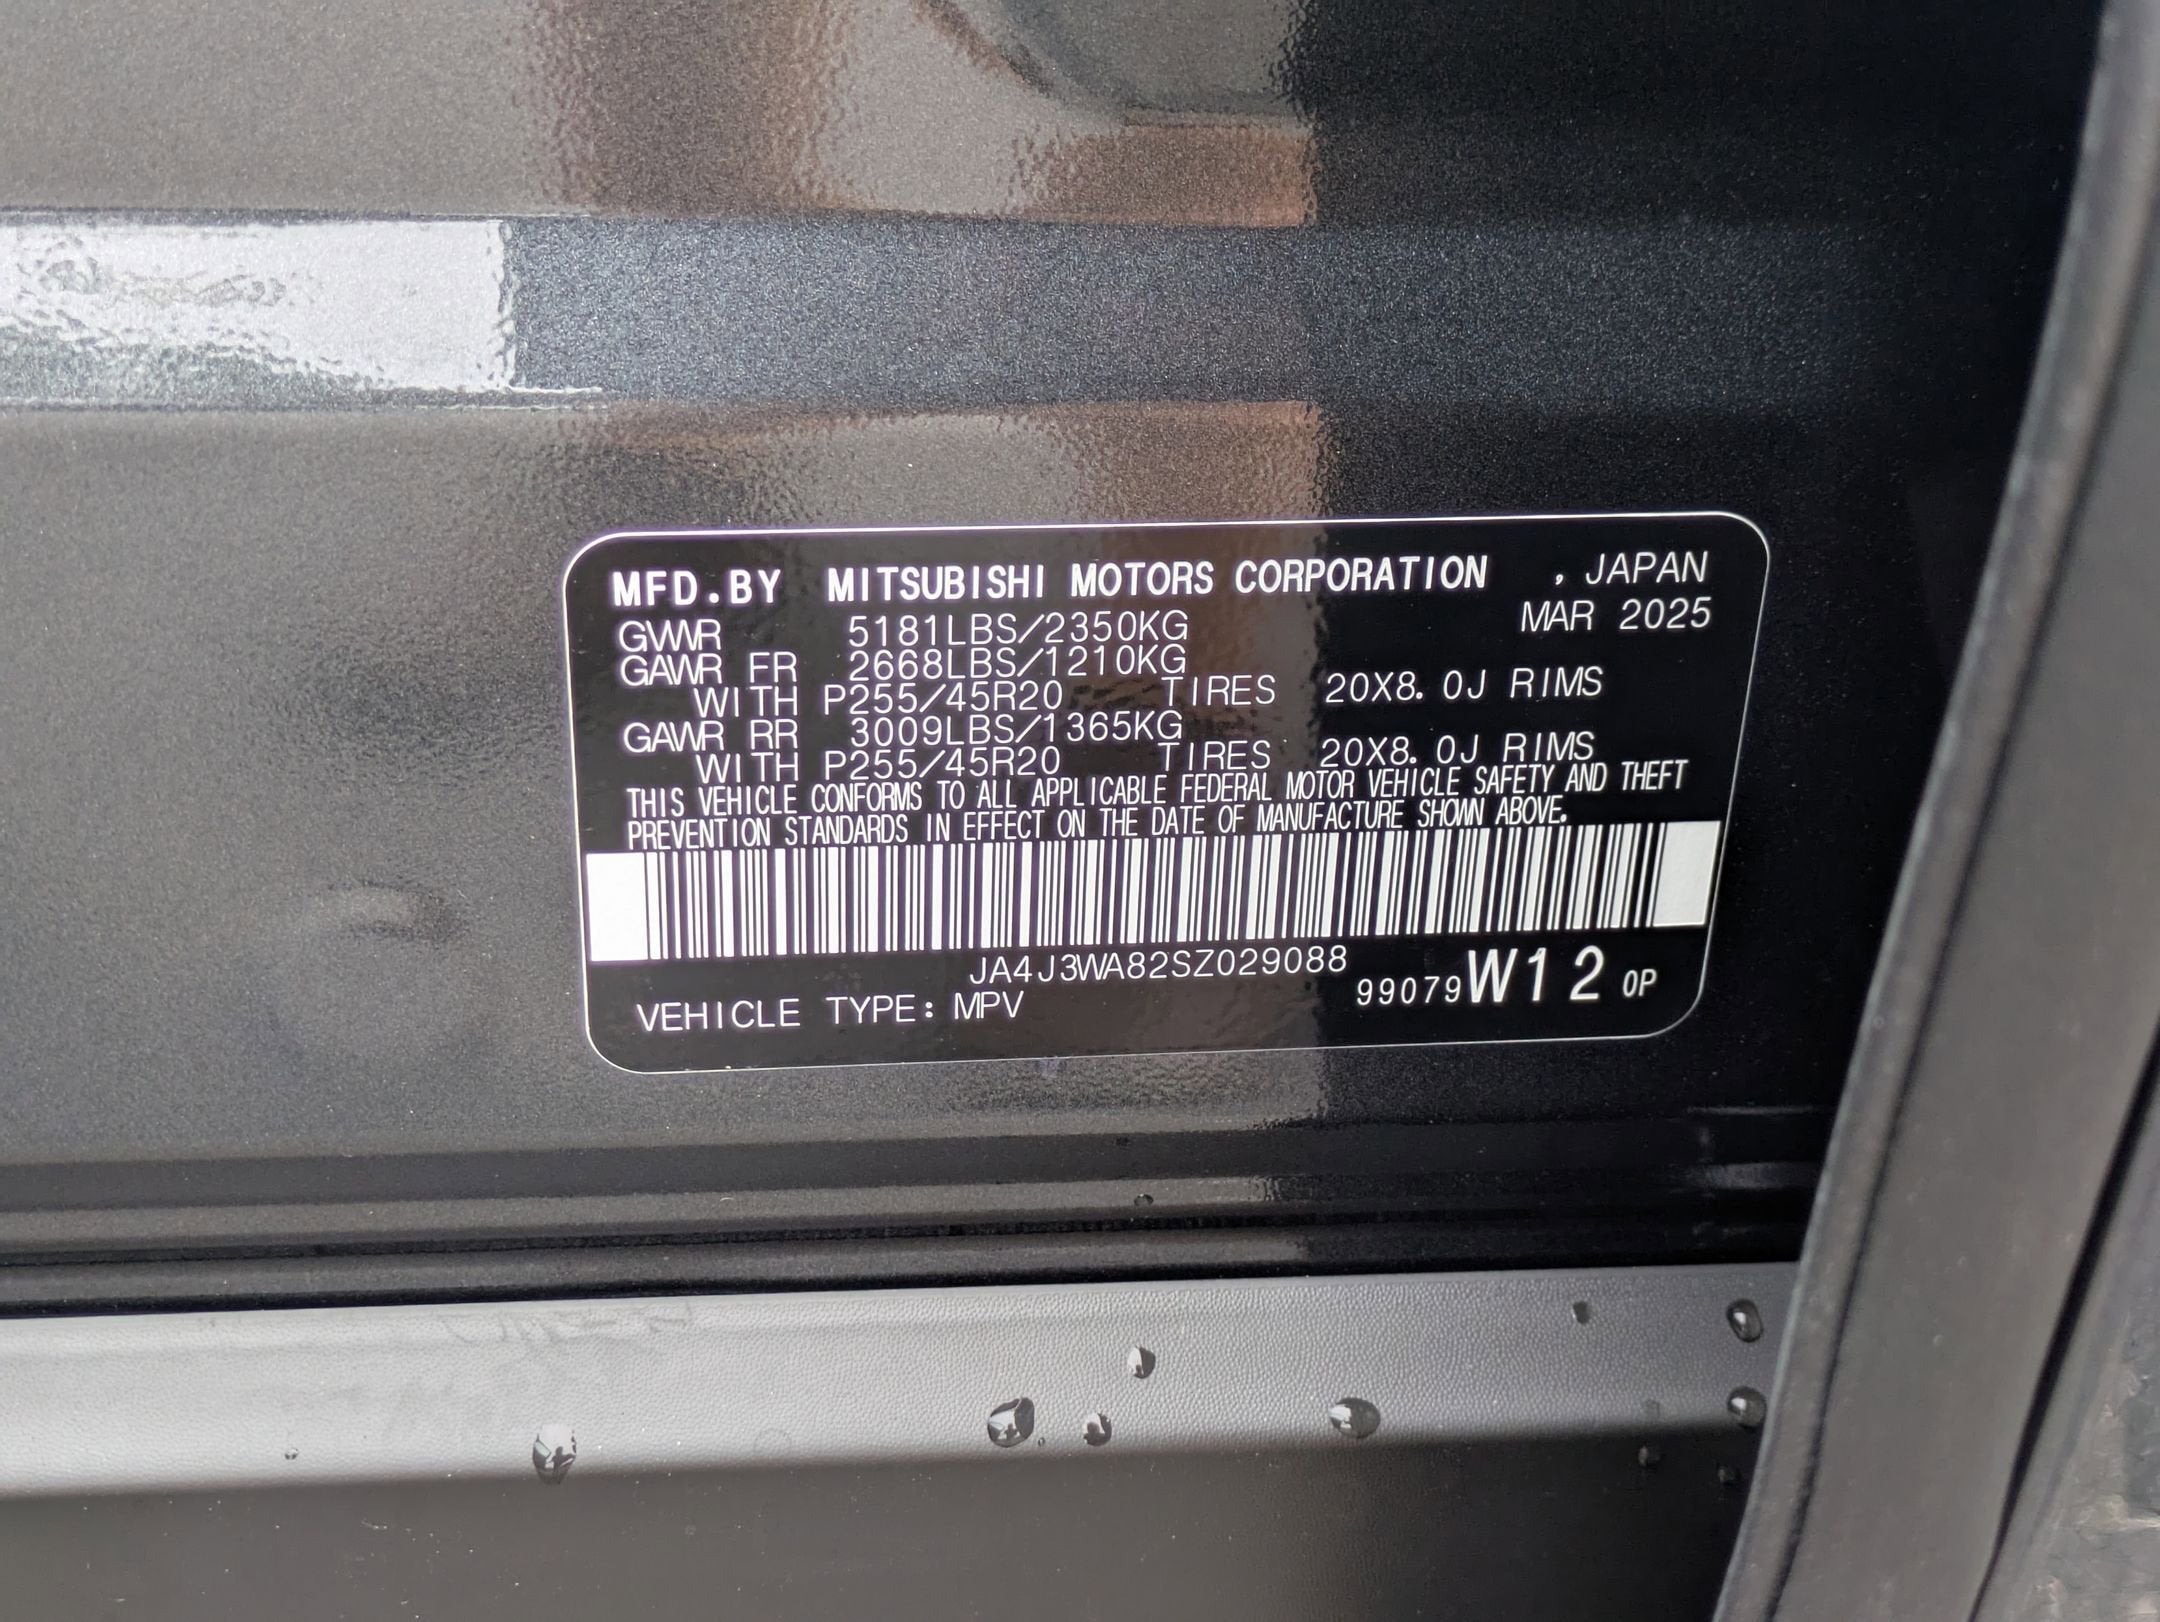 MFD.BY MITSUBISHI MOTORS CORPORATION , JAPAN
MAR 2025
GVWR 5181LBS/2350KG
GAWR FR 2668LBS/1210KG
WITH P255/45R20 TIRES 20X8.0J RIMS
GAWR RR 3009LBS/1365KG
WITH P255/45R20 TIRES 20X8.0J RIMS
THIS VEHICLE CONFORMS TO ALL APPLICABLE FEDERAL MOTOR VEHICLE SAFETY AND THEFT
PREVENTION STANDARDS IN EFFECT ON THE DATE OF MANUFACTURE SHOWN ABOVE.
JA4J3WA82SZ029088
99079W12 0P
VEHICLE TYPE: MPV